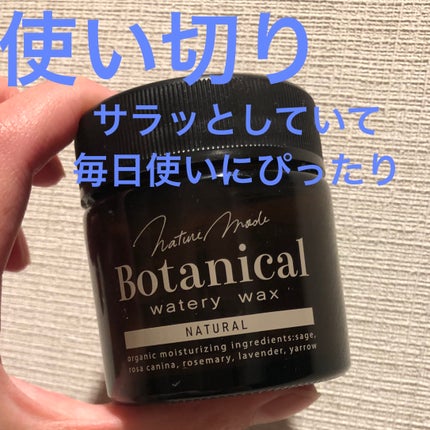 使い切り
サラッとしていて
毎日使いにぴったり
Nature Mode
Botanical
watery wax
NATURAL
organic moisturizing ingredients:sage,
rosa canina, rosemary, lavender, yarrow